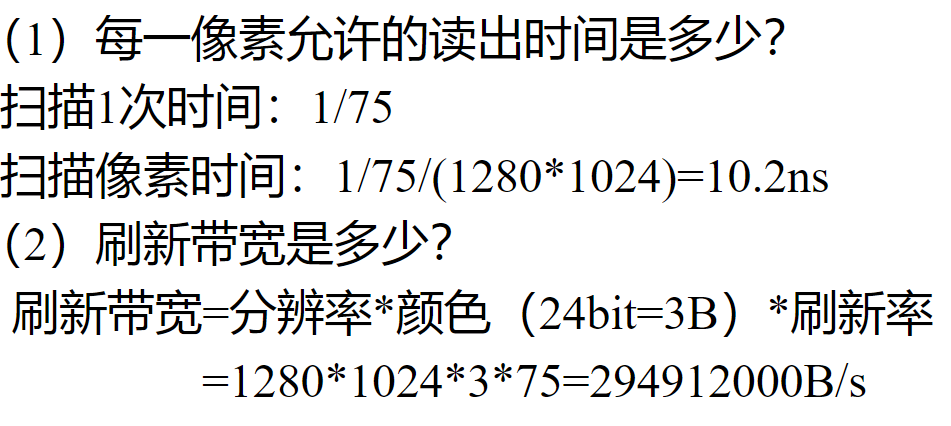 （1）每一像素允许的读出时间是多少？
扫描1次时间：1/75
扫描像素时间：1/75/(1280*1024)=10.2ns
（2）刷新带宽是多少？
刷新带宽=分辨率*颜色（24bit=3B）*刷新率
=1280*1024*3*75=294912000B/s